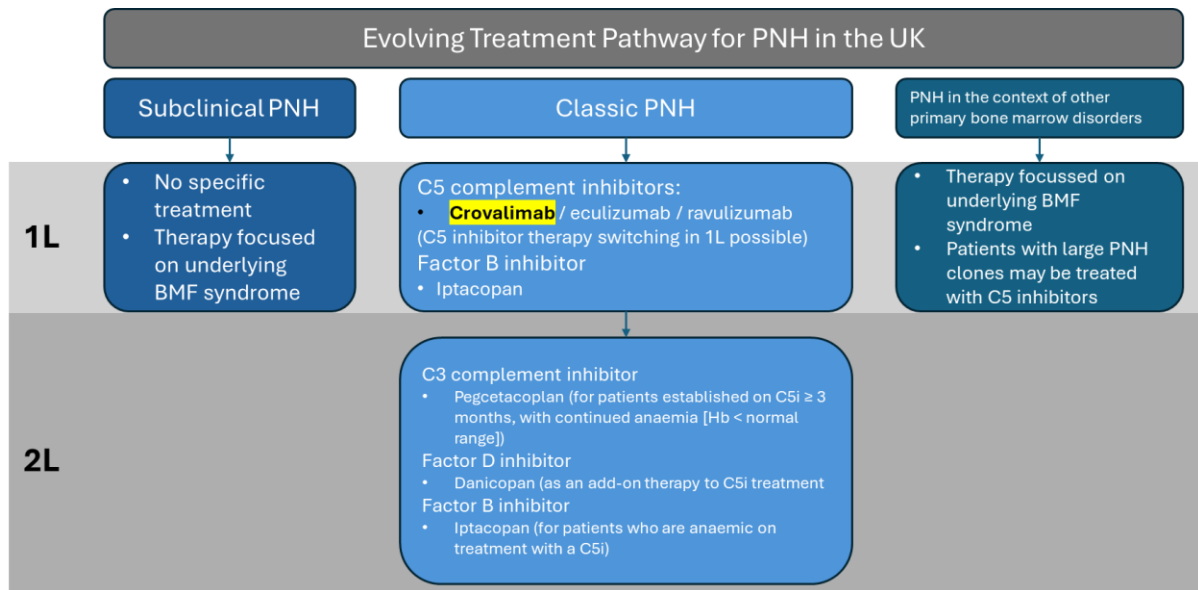 Evolving Treatment Pathway for PNH in the UK
Subclinical PNH
Classic PNH
PNH in the context of other
primary bone marrow disorders
1L
• No specific
treatment
• Therapy focused
on underlying
BMF syndrome
C5 complement inhibitors:
• Crovalimab / eculizumab / ravulizumab
(C5 inhibitor therapy switching in 1L possible)
Factor B inhibitor
• Iptacopan
• Therapy focussed on
underlying BMF
syndrome
• Patients with large PNH
clones may be treated
with C5 inhibitors
2L
C3 complement inhibitor
• Pegcetacoplan (for patients established on C5i ≥ 3
months, with continued anaemia [Hb < normal
range])
Factor D inhibitor
• Danicopan (as an add-on therapy to C5i treatment
Factor B inhibitor
• Iptacopan (for patients who are anaemic on
treatment with a C5i)